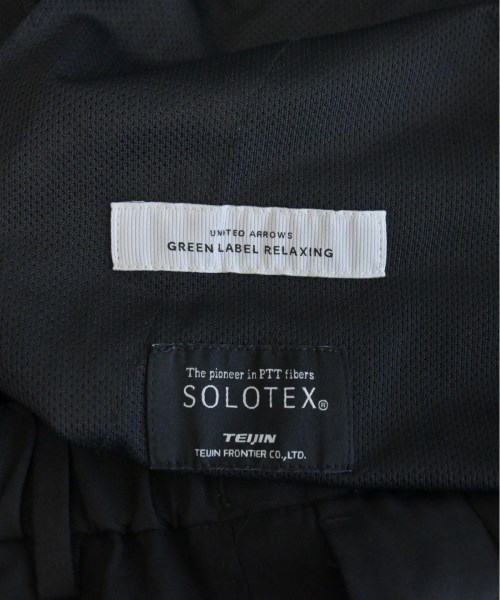 UNITED ARROWS
GREEN LABEL RELAXING
The pioneer in PTT fibers
SOLOTEX®
TEIJIN
TEIJIN FRONTIER CO.,LTD.